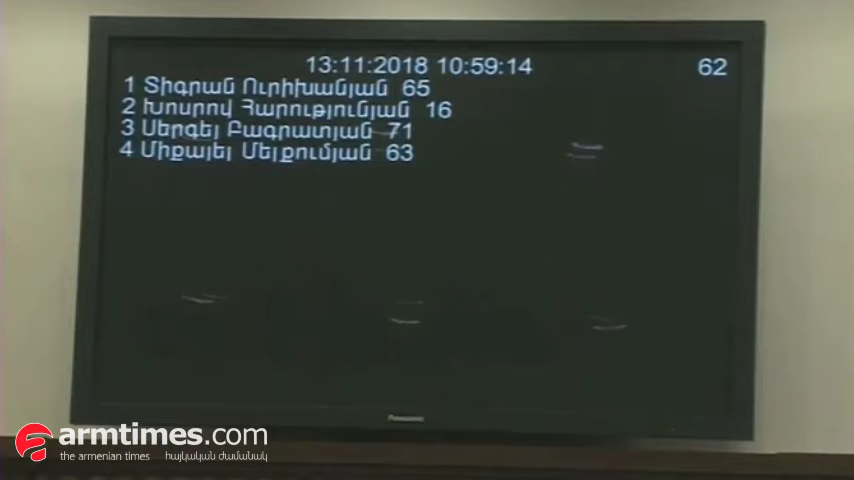 13:11:2018 10:59:14 62
1 Տիգրան Ուրիխանյան 65
2 Խոսրով Հարությունյան 16
3 Սերգեյ Բագրատյան 71
4 Միքայել Մելքումյան 63
Panasonic
armtimes.com
the armenian times հայկական ժամանակ